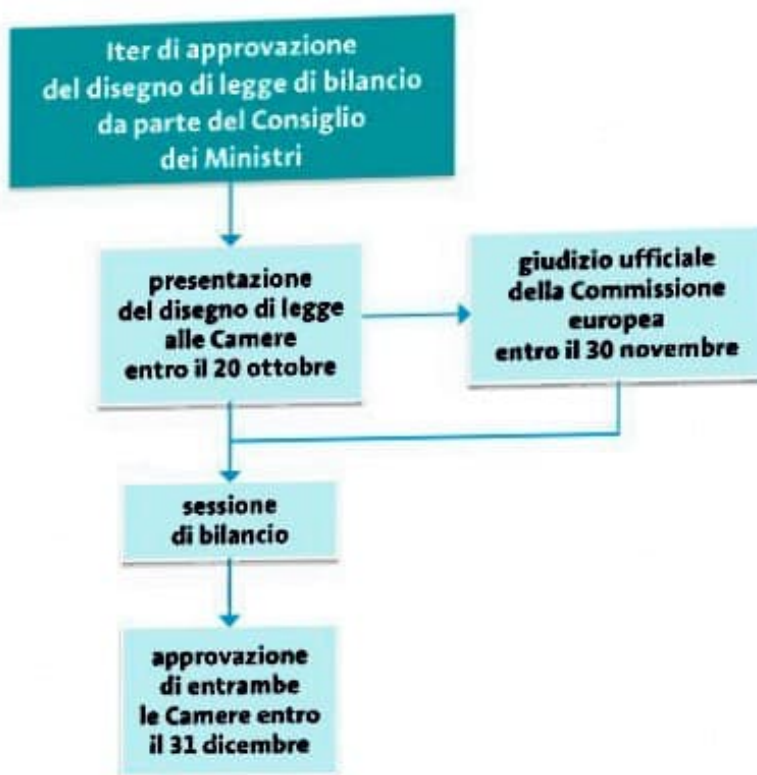 Iter di approvazione
del disegno di legge di bilancio
da parte del Consiglio
dei Ministri
presentazione
del disegno di legge
alle Camere
entro il 20 ottobre
giudizio ufficiale
della Commissione
europea
entro il 30 novembre
sessione
di bilancio
approvazione
di entrambe
le Camere entro
il 31 dicembre